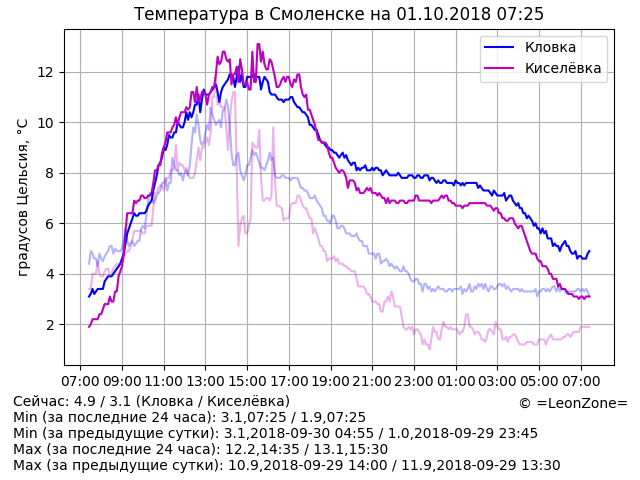 Температура в Смоленске на 01.10.2018 07:25
Кловка
Киселёвка
градусов Цельсия, °C
12
10
8
6
4
2
07:00 09:00 11:00 13:00 15:00 17:00 19:00 21:00 23:00 01:00 03:00 05:00 07:00
Сейчас: 4.9 / 3.1 (Кловка / Киселёвка)
© =LeonZone=
Min (за последние 24 часа): 3.1,07:25 / 1.9,07:25
Min (за предыдущие сутки): 3.1,2018-09-30 04:55 / 1.0,2018-09-29 23:45
Max (за последние 24 часа): 12.2,14:35 / 13.1,15:30
Max (за предыдущие сутки): 10.9,2018-09-29 14:00 / 11.9,2018-09-29 13:30